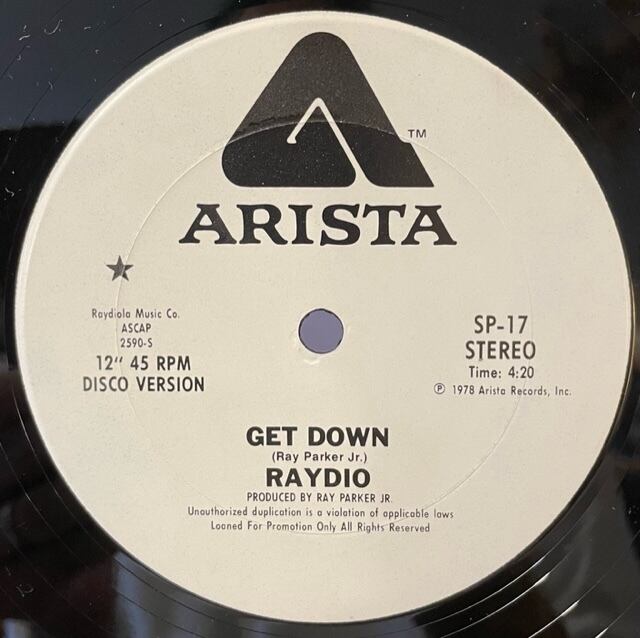 TM
ARISTA
Raydiola Music Co.
ASCAP
2590-S
12" 45 RPM
DISCO VERSION
SP-17
STEREO
Time: 4:20
℗ 1978 Arista Records, Inc.
GET DOWN
(Ray Parker Jr.)
RAYDIO
PRODUCED BY RAY PARKER JR.
Unauthorized duplication is a violation of applicable laws
Loaned For Promotion Only All Rights Reserved